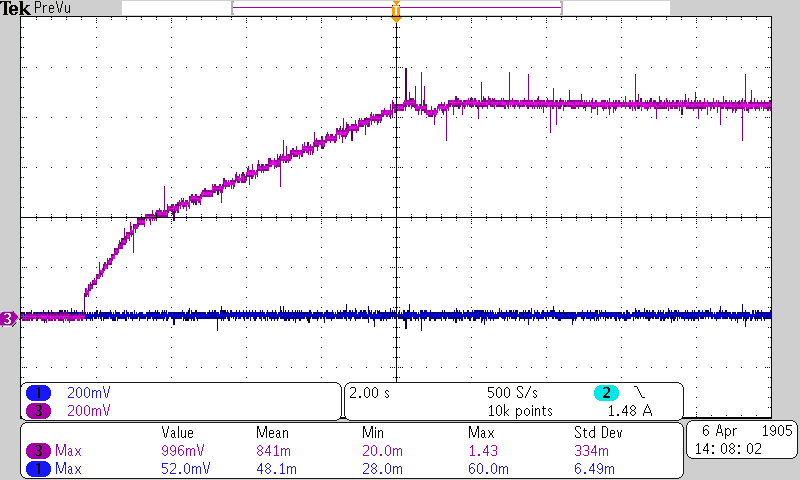 Tek PreVu
T
3
1 200mV
3 200mV
2.00 s 500 S/s 2
10k points 1.48 A
Value Mean Min Max Std Dev
3 Max 996mV 841m 20.0m 1.43 334m
1 Max 52.0mV 48.1m 28.0m 60.0m 6.49m
6 Apr 1905
14:08:02